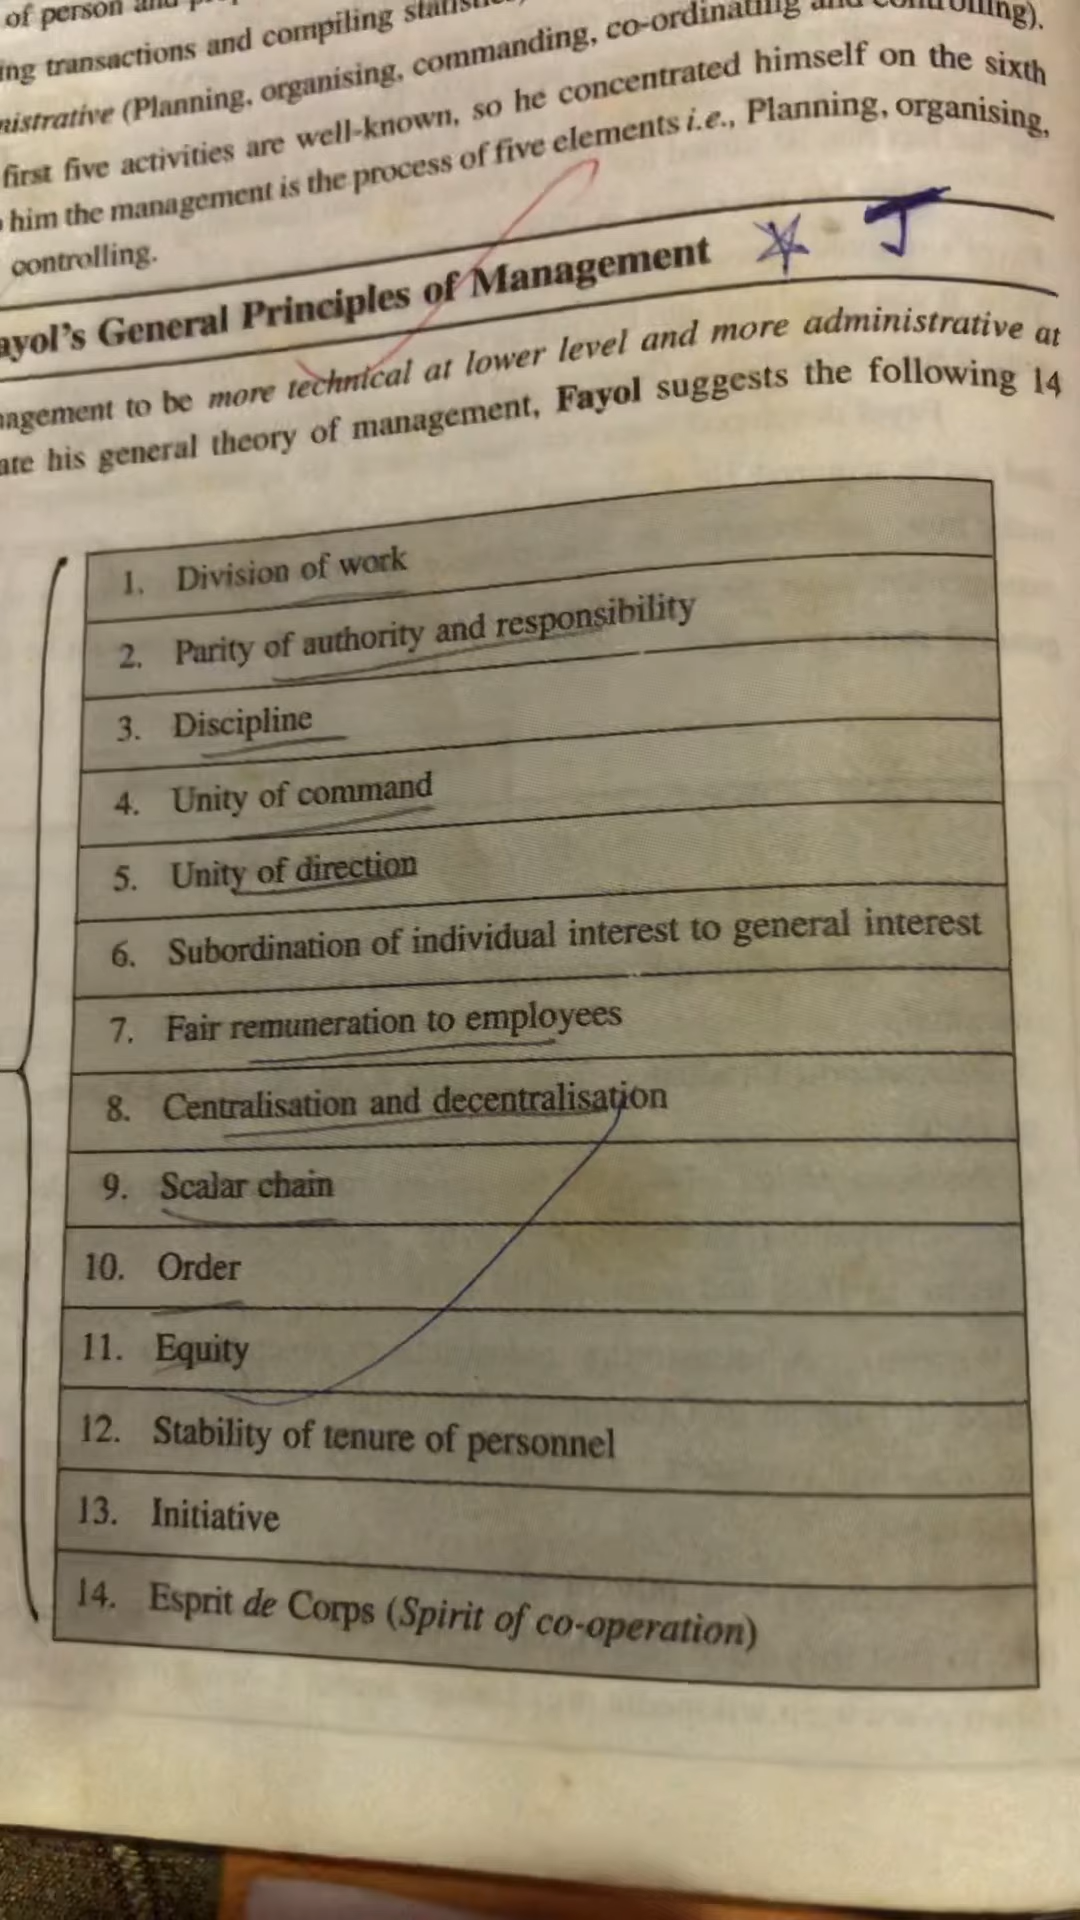 of person and
ing transactions and compiling
nistrative (Planning, organising, commanding, co-ordinating and controlling).
first five activities are well-known, so he concentrated himself on the sixth
him the management is the process of five elements i.e., Planning, organising,
controlling.
ayol's General Principles of Management
J
nagement to be more technical at lower level and more administrative at
ate his general theory of management, Fayol suggests the following 14
1. Division of work
2. Parity of authority and responsibility
3. Discipline
4. Unity of command
5. Unity of direction
6. Subordination of individual interest to general interest
7. Fair remuneration to employees
8. Centralisation and decentralisation
9. Scalar chain
10. Order
11. Equity
12. Stability of tenure of personnel
13. Initiative
14. Esprit de Corps (Spirit of co-operation)